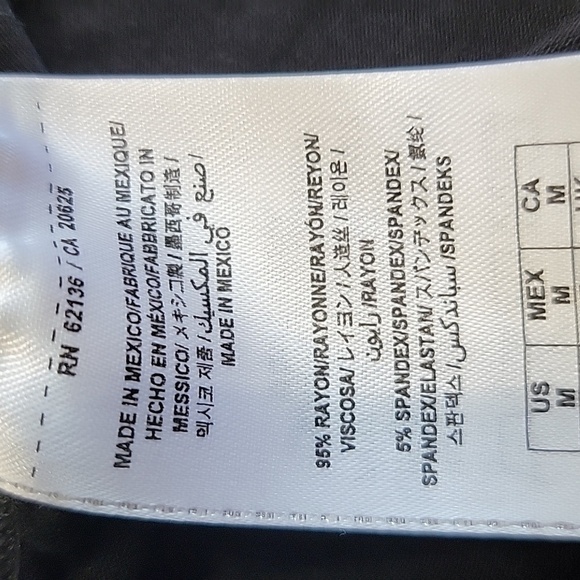 RN 62136 / CA 20625
MADE IN MEXICO/FABRIQUE AU MEXIQUE/
HECHO EN MÉXICO/FABBRICATO IN
MESSICO/ メキシコ製 / 墨西哥制造 /
멕시코 제품 / صنع في المكسيك/
MADE IN MEXICO
95% RAYON/RAYONNE/RAYÓN/REYON/
VISCOSA/ レイヨン / 人造丝 / 레이온 /
رايون /RAYON
5% SPANDEX/SPANDEX/SPANDEX/
SPANDEX/ELASTAN/スパンデックス / 氨纶 /
스판덱스 / سباندكس /SPANDEKS
US MEX CA
M M M